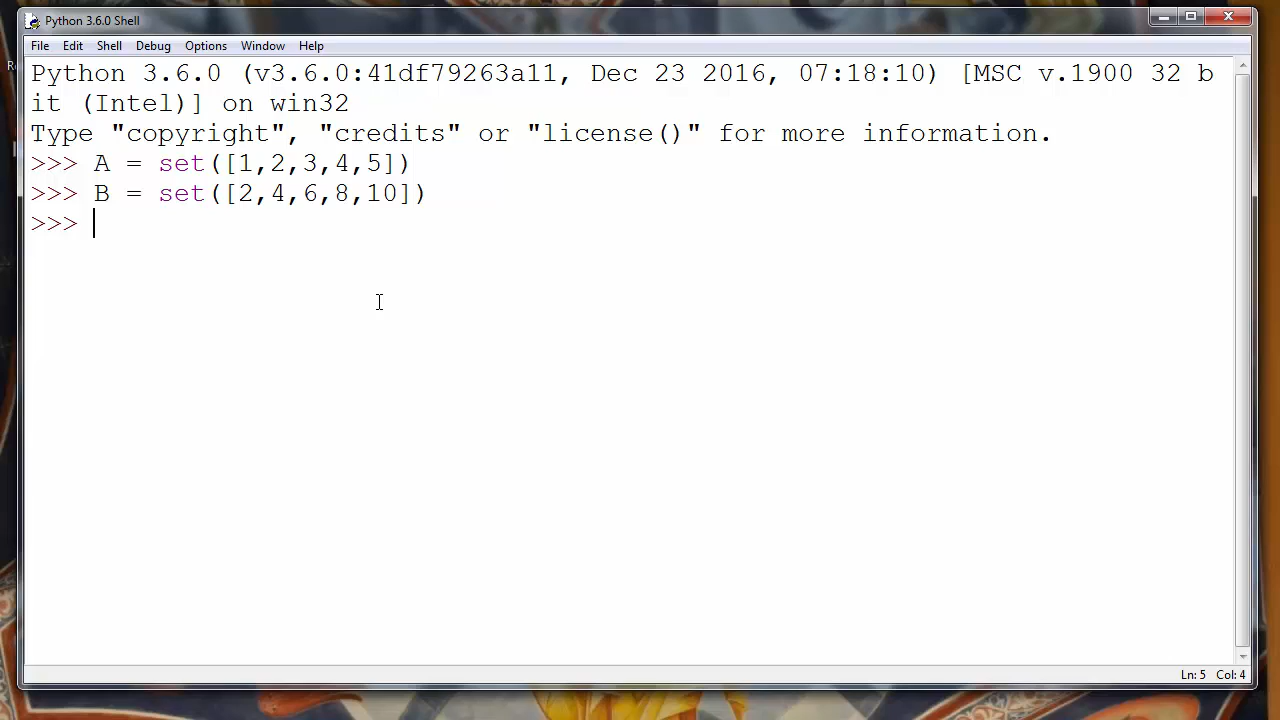 Python 3.6.0 Shell
File Edit Shell Debug Options Window Help
Python 3.6.0 (v3.6.0:41df79263a11, Dec 23 2016, 07:18:10) [MSC v.1900 32 b
it (Intel)] on win32
Type "copyright", "credits" or "license()" for more information.
>>> A = set([1,2,3,4,5])
>>> B = set([2,4,6,8,10])
>>>
Ln: 5 Col: 4